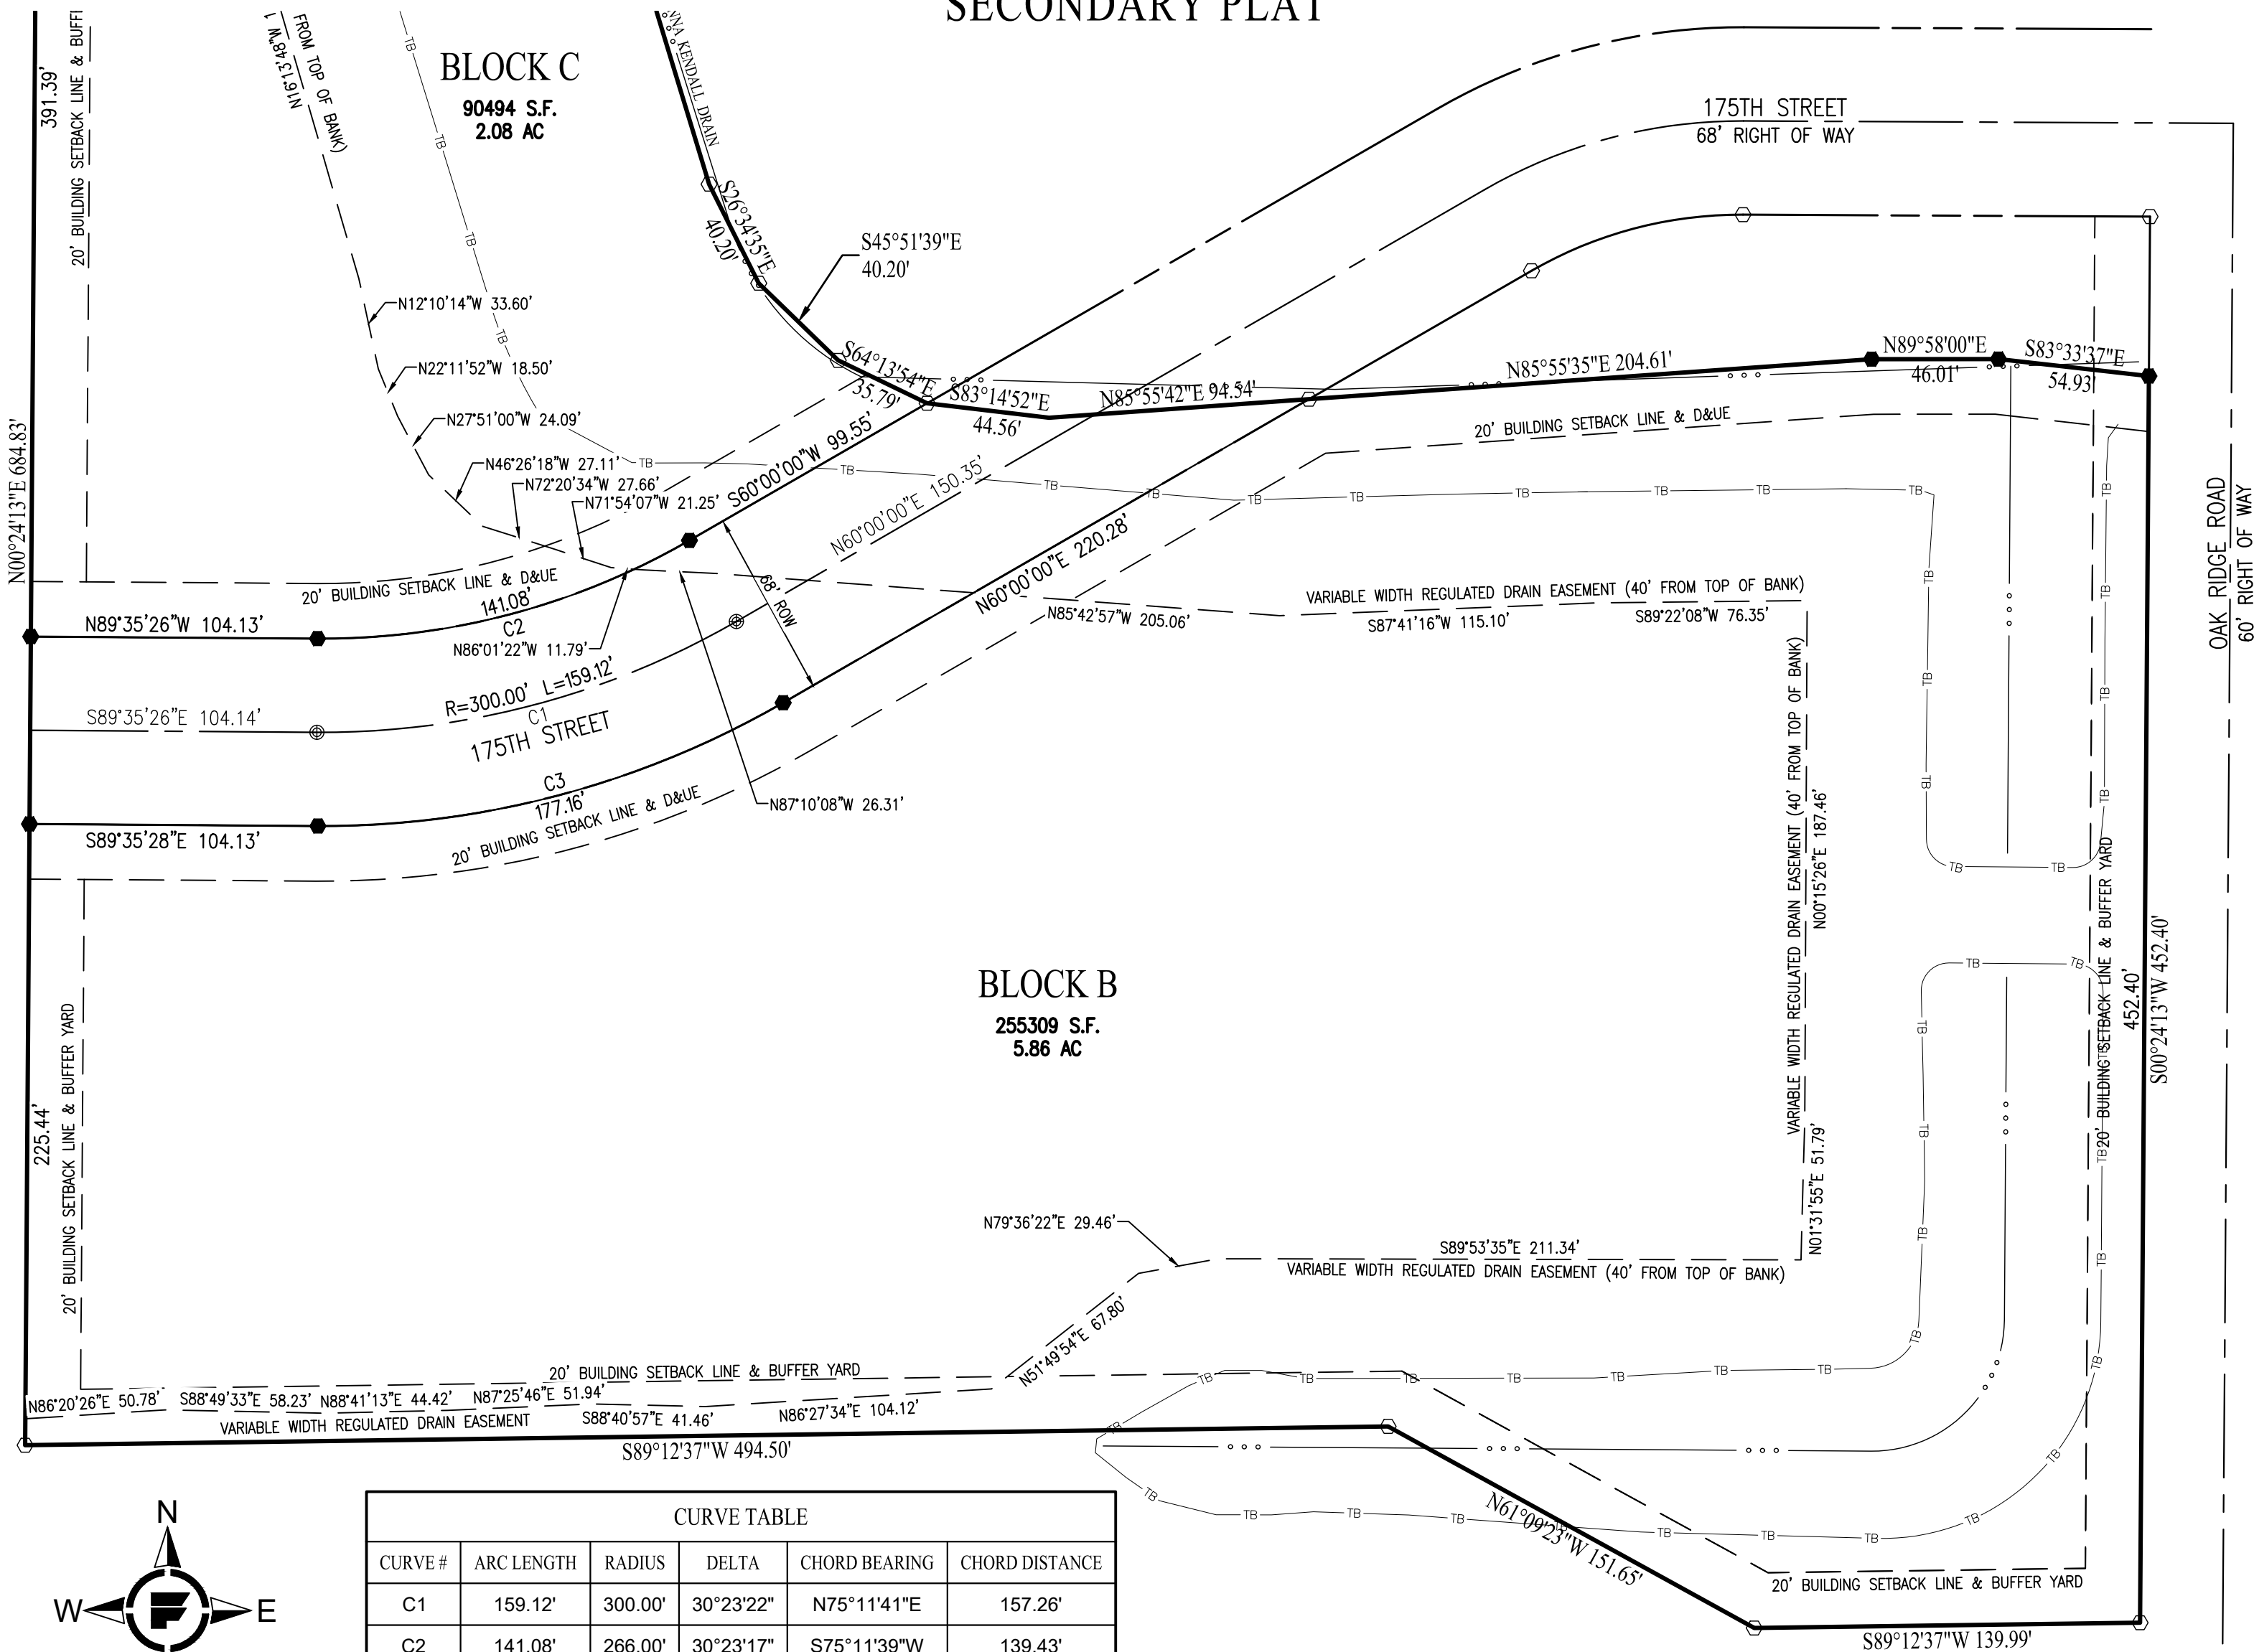 SECONDARY PLAT
391.39'
20' BUILDING SETBACK LINE &
FROM TOP OF BANK)
N16°13'48"W
TB
BLOCK C
90494 S.F.
2.08 AC
KENDALL DRAIN
S26°34'35"E
40.20'
S45°51'39"E
40.20'
175TH STREET
68' RIGHT OF WAY
N12°10'14"W 33.60'
N22°11'52"W 18.50'
N27°51'00"W 24.09'
N46°26'18"W 27.11'
N72°20'34"W 27.66'
N71°54'07"W 21.25'
S64°13'54"E
35.79'
S83°14'52"E
44.56'
N85°55'42"E 94.54'
N85°55'35"E 204.61'
N89°58'00"E
46.01'
S83°33'37"E
54.93'
20' BUILDING SETBACK LINE & D&UE
S60°00'00"W 99.55'
N60°00'00"E 150.35'
N60°00'00"E 220.28'
68' ROW
OAK RIDGE ROAD
60' RIGHT OF WAY
N00°24'13"E 684.83'
20' BUILDING SETBACK LINE & D&UE
N89°35'26"W 104.13'
141.08'
C2
N86°01'22"W 11.79'
VARIABLE WIDTH REGULATED DRAIN EASEMENT (40' FROM TOP OF BANK)
N85°42'57"W 205.06'
S87°41'16"W 115.10'
S89°22'08"W 76.35'
S89°35'26"E 104.14'
R=300.00' L=159.12'
C1
175TH STREET
C3
177.16'
20' BUILDING SETBACK LINE & D&UE
N87°10'08"W 26.31'
S89°35'28"E 104.13'
VARIABLE WIDTH REGULATED DRAIN EASEMENT (40' FROM TOP OF BANK)
N00°15'26"E 187.46'
N01°31'55"E 51.79'
20' BUILDING SETBACK LINE & BUFFER YARD
452.40'
S00°24'13"W 452.40'
BLOCK B
255309 S.F.
5.86 AC
225.44'
20' BUILDING SETBACK LINE & BUFFER YARD
N79°36'22"E 29.46'
S89°53'35"E 211.34'
VARIABLE WIDTH REGULATED DRAIN EASEMENT (40' FROM TOP OF BANK)
N51°49'54"E 67.80'
20' BUILDING SETBACK LINE & BUFFER YARD
N86°20'26"E 50.78' S88°49'33"E 58.23' N88°41'13"E 44.42' N87°25'46"E 51.94'
VARIABLE WIDTH REGULATED DRAIN EASEMENT S88°40'57"E 41.46' N86°27'34"E 104.12'
S89°12'37"W 494.50'
N61°09'23"W 151.65'
20' BUILDING SETBACK LINE & BUFFER YARD
S89°12'37"W 139.99'
N
W E
F
CURVE TABLE
CURVE # ARC LENGTH RADIUS DELTA CHORD BEARING CHORD DISTANCE
C1 159.12' 300.00' 30°23'22" N75°11'41"E 157.26'
C2 141.08' 266.00' 30°23'17" S75°11'39"W 139.43'